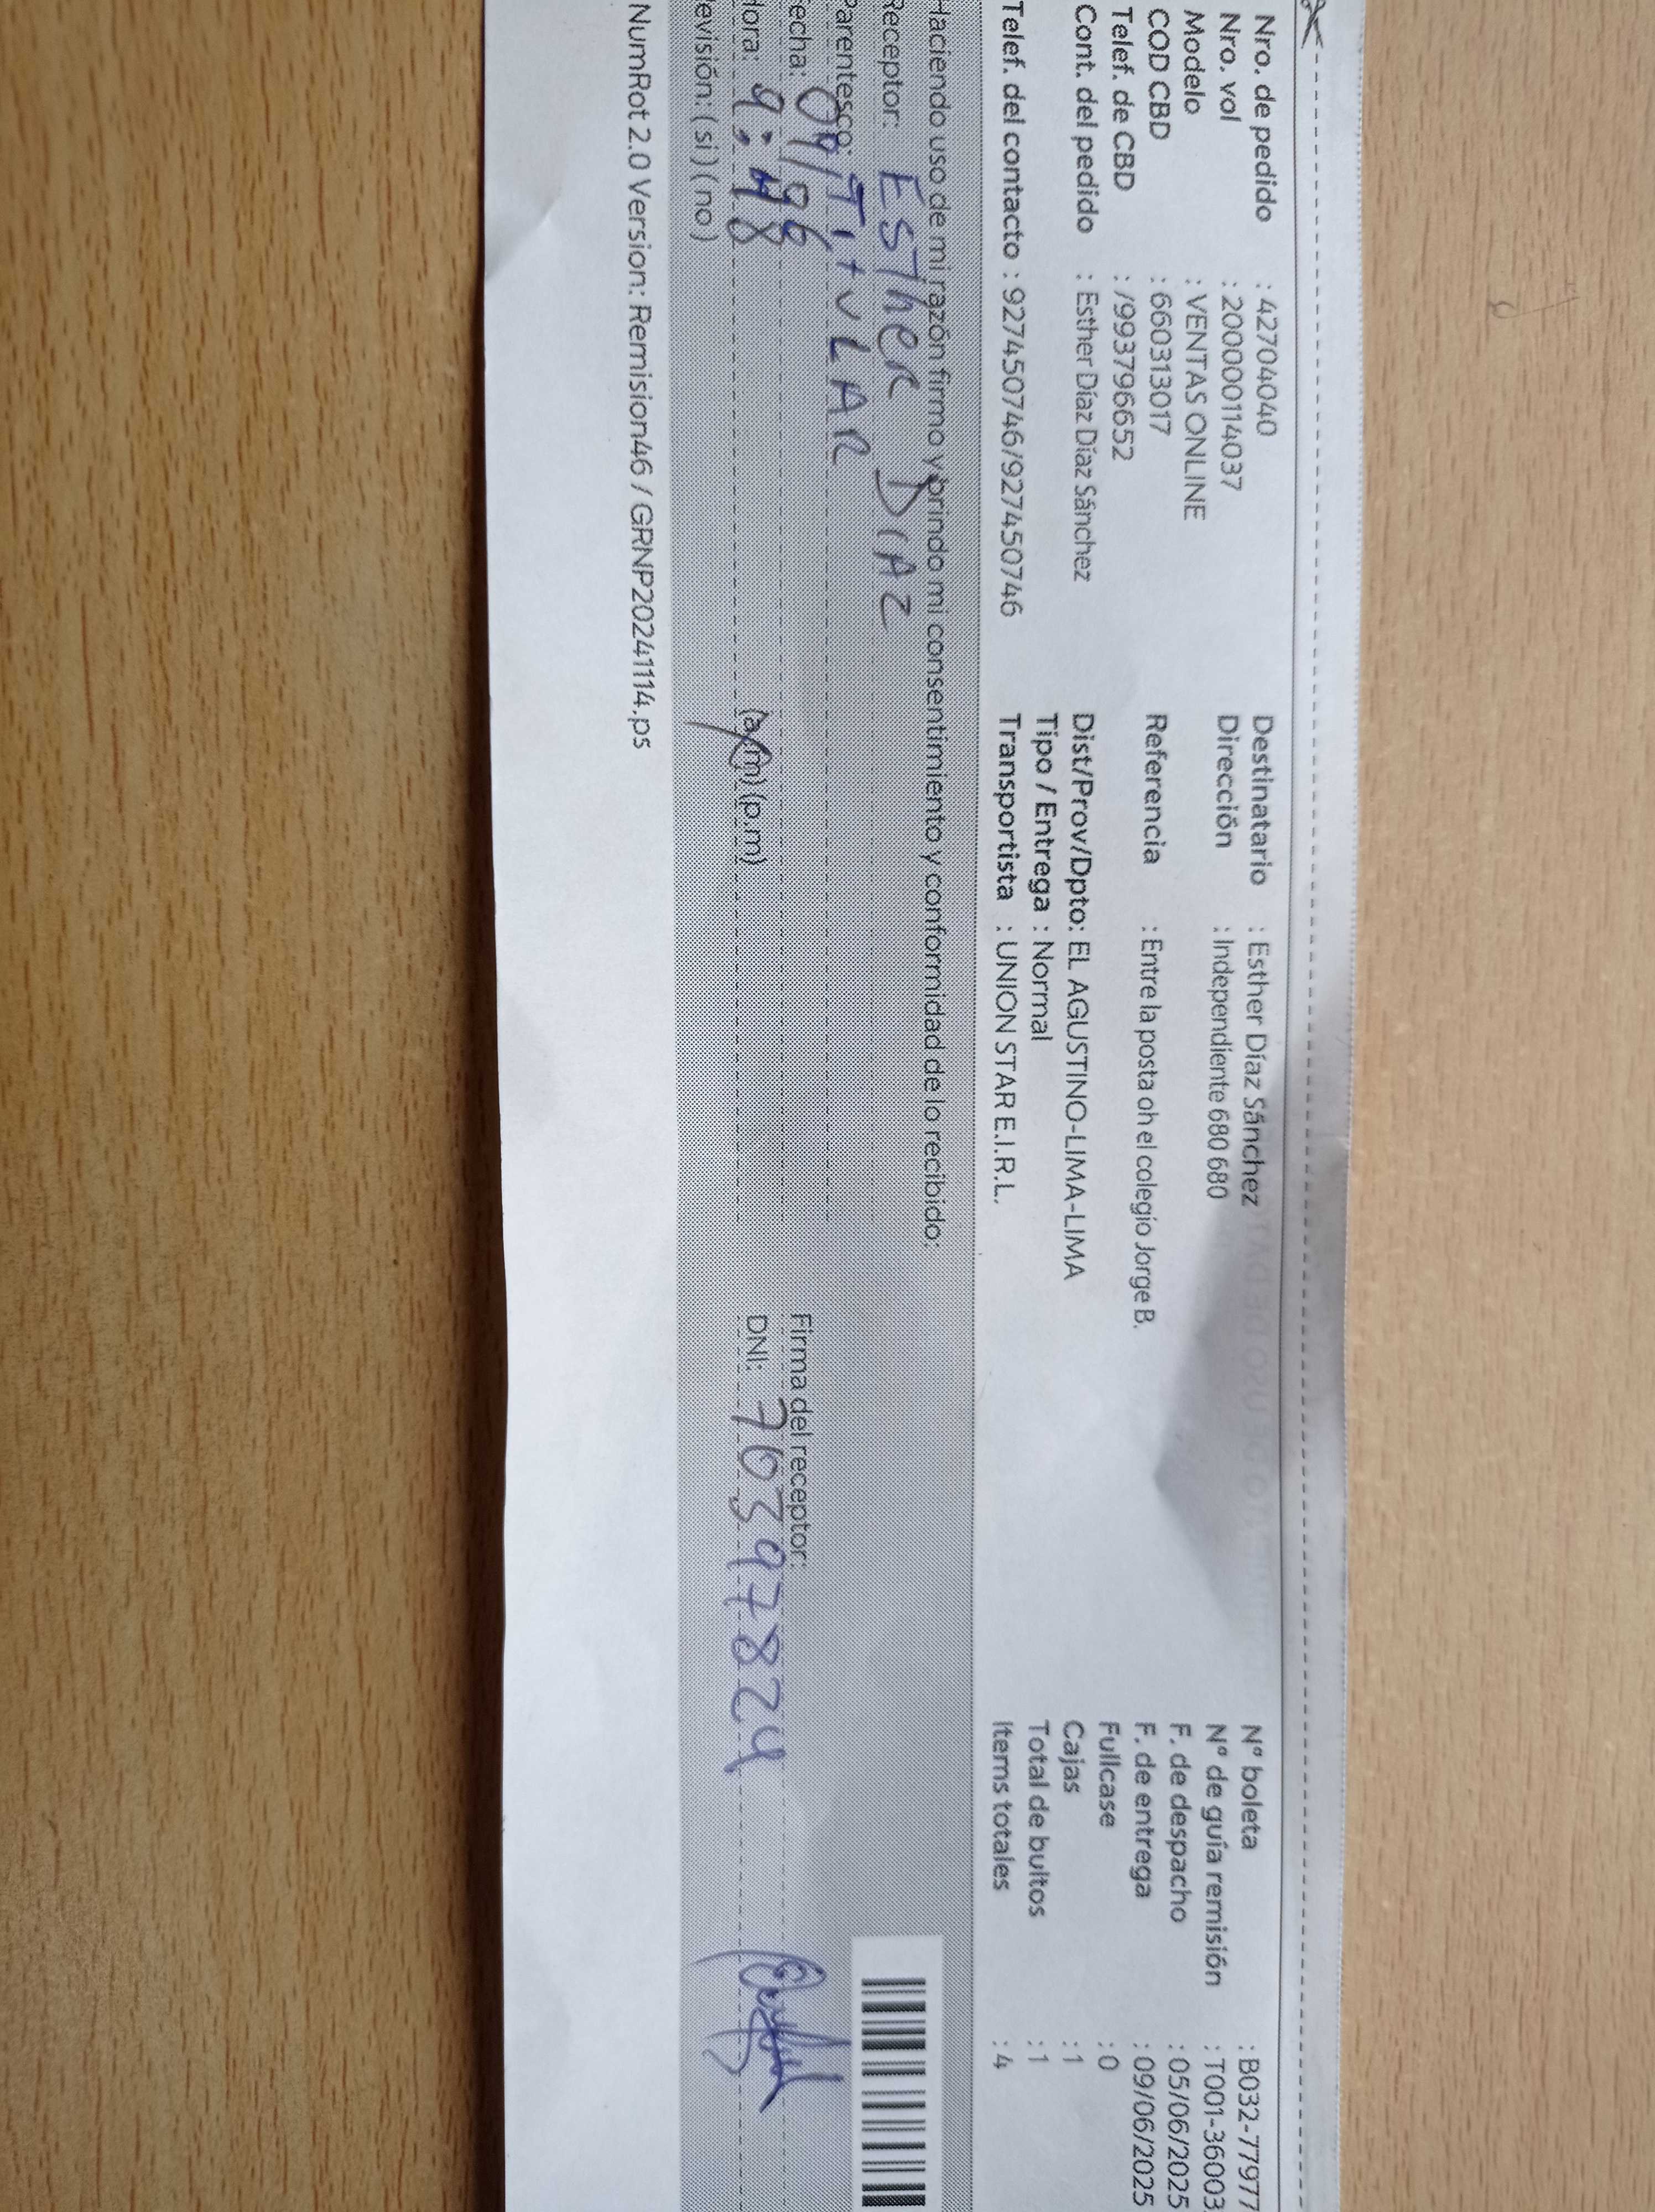 Nro. de pedido : 42704040
Nro. vol : 2000001140​37
Modelo : VENTAS ONLINE
COD CBD : 660313017
Telef. de CBD : /993796652
Cont. del pedido : Esther Díaz Díaz Sánchez
Telef. del contacto : 927450746/927450746
Destinatario : Esther Díaz Sánchez
Dirección : Independiente 680 680
Referencia : Entre la posta oh el colegio Jorge B.
Dist/Prov/Dpto: EL AGUSTINO-LIMA-LIMA
Tipo / Entrega : Normal
Transportista : UNION STAR E.I.R.L.
N° boleta : B032-77977
N° de guía remisión : T001-36003
F. de despacho : 05/06/2025
F. de entrega : 09/06/2025
Fullcase : 0
Cajas : 1
Total de bultos : 1
Items totales : 4
Haciendo uso de mi razón firmo y brindo mi consentimiento y conformidad de lo recibido:
Receptor: Esther Diaz
Parentesco: TituLAR
Fecha: 09/06
Hora: 9:48 (a.m) (p.m)
Revisión: ( si ) ( no )
Firma del receptor:
DNI: 70397824
NumRot 2.0 Version: Remision46 / GRNP20241114.ps